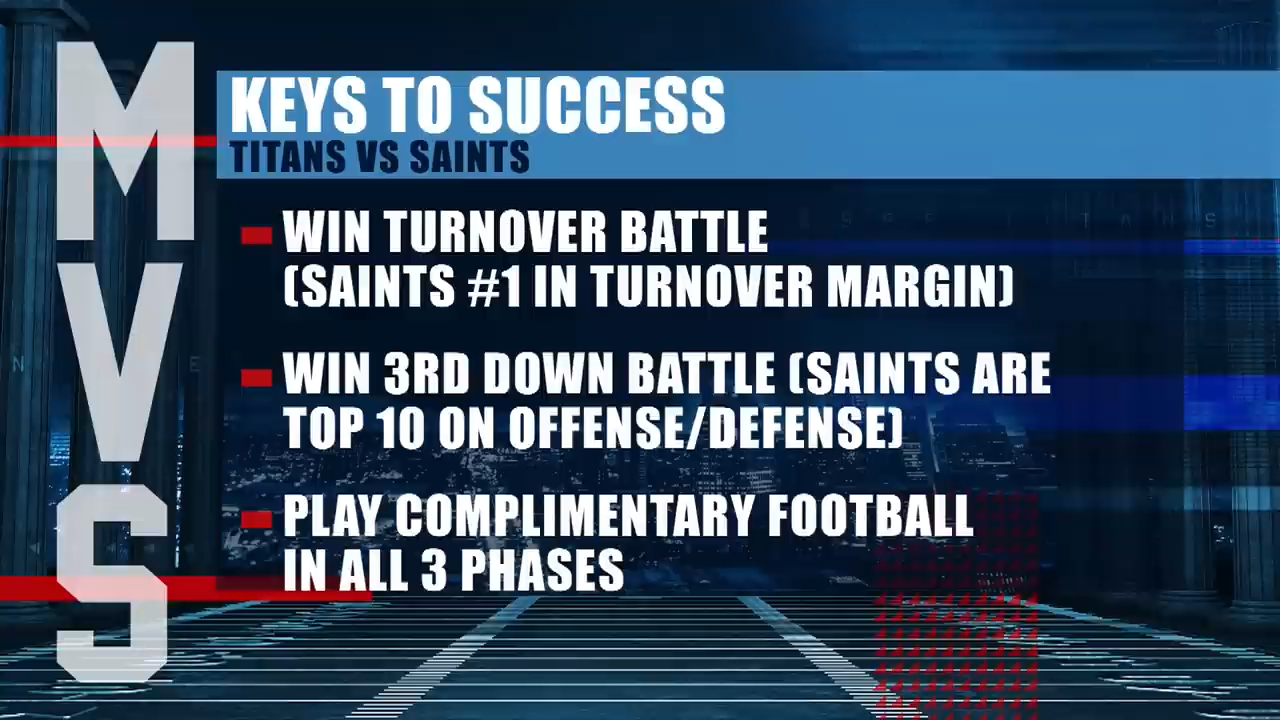 MVS
KEYS TO SUCCESS
TITANS VS SAINTS
WIN TURNOVER BATTLE
(SAINTS #1 IN TURNOVER MARGIN)
WIN 3RD DOWN BATTLE (SAINTS ARE
TOP 10 ON OFFENSE/DEFENSE)
PLAY COMPLIMENTARY FOOTBALL
IN ALL 3 PHASES